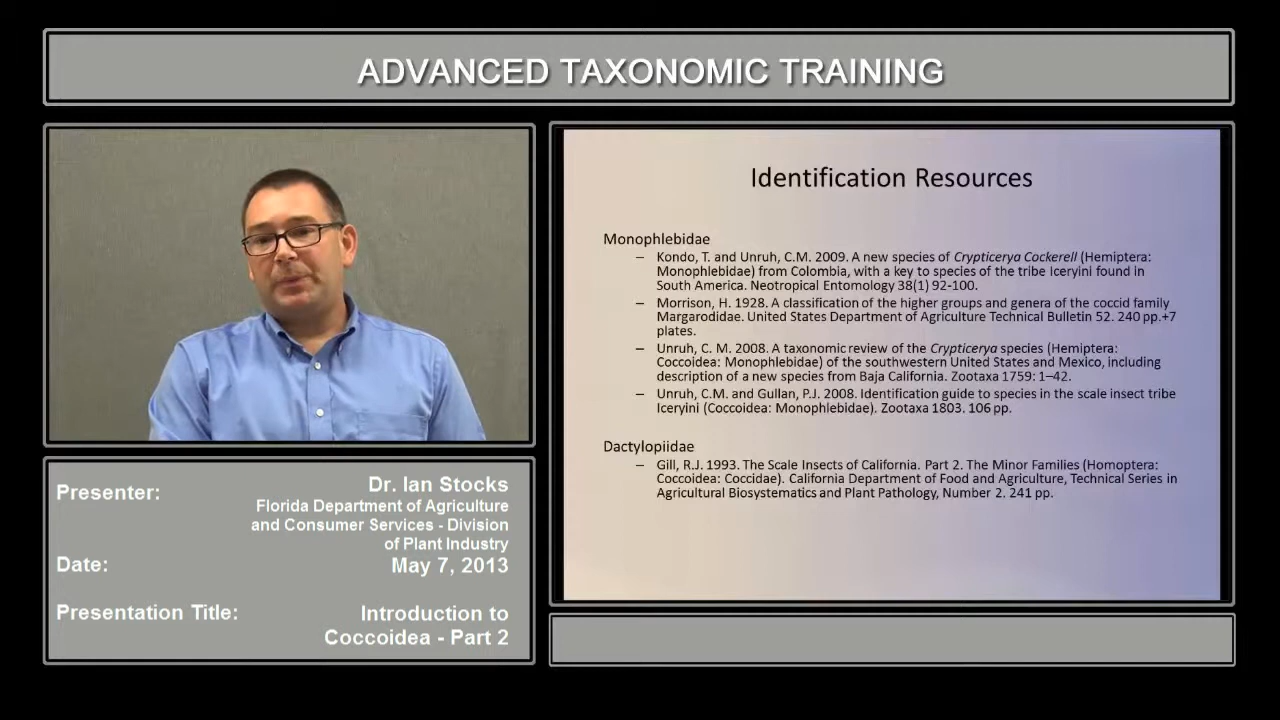 ADVANCED TAXONOMIC TRAINING
Presenter:
Dr. Ian Stocks
Florida Department of Agriculture
and Consumer Services - Division
of Plant Industry
Date:
May 7, 2013
Presentation Title:
Introduction to
Coccoidea - Part 2
Identification Resources
Monophlebidae
– Kondo, T. and Unruh, C.M. 2009. A new species of Crypticerya Cockerell (Hemiptera:
Monophlebidae) from Colombia, with a key to species of the tribe Iceryini found in
South America. Neotropical Entomology 38(1) 92-100.
– Morrison, H. 1928. A classification of the higher groups and genera of the coccid family
Margarodidae. United States Department of Agriculture Technical Bulletin 52. 240 pp.+7
plates.
– Unruh, C. M. 2008. A taxonomic review of the Crypticerya species (Hemiptera:
Coccoidea: Monophlebidae) of the southwestern United States and Mexico, including
description of a new species from Baja California. Zootaxa 1759: 1–42.
– Unruh, C.M. and Gullan, P.J. 2008. Identification guide to species in the scale insect tribe
Iceryini (Coccoidea: Monophlebidae). Zootaxa 1803. 106 pp.
Dactylopiidae
– Gill, R.J. 1993. The Scale Insects of California. Part 2. The Minor Families (Homoptera:
Coccoidea: Coccidae). California Department of Food and Agriculture, Technical Series in
Agricultural Biosystematics and Plant Pathology, Number 2. 241 pp.